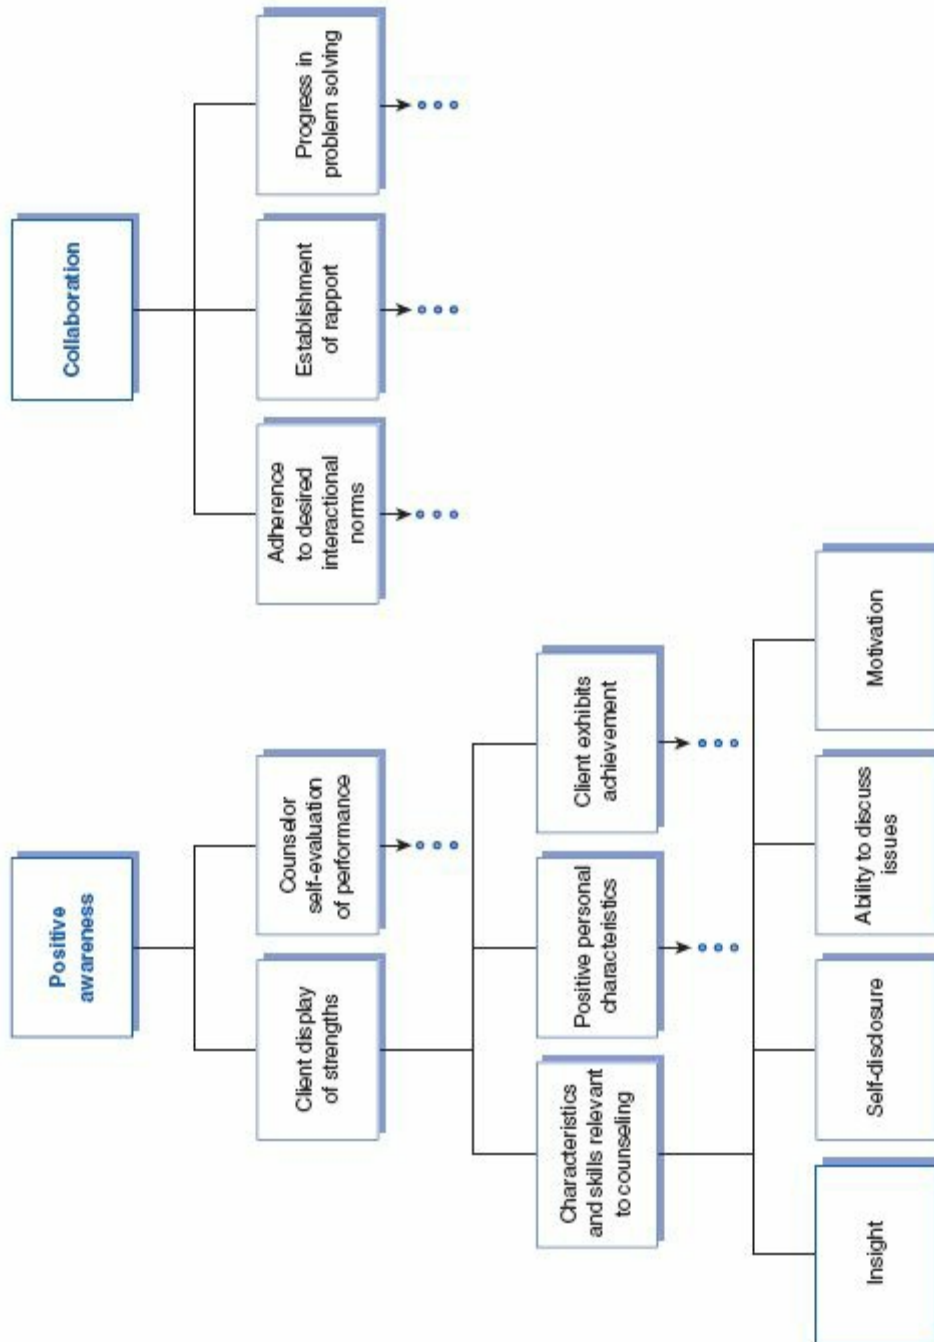 Positive
awareness
Collaboration
Client display
of strengths
Counselor
self-evaluation
of performance
Adherence
to desired
interactional
norms
Establishment
of rapport
Progress in
problem solving
Characteristics
and skills relevant
to counseling
Positive personal
characteristics
Client exhibits
achievement
Insight
Self-disclosure
Ability to discuss
issues
Motivation